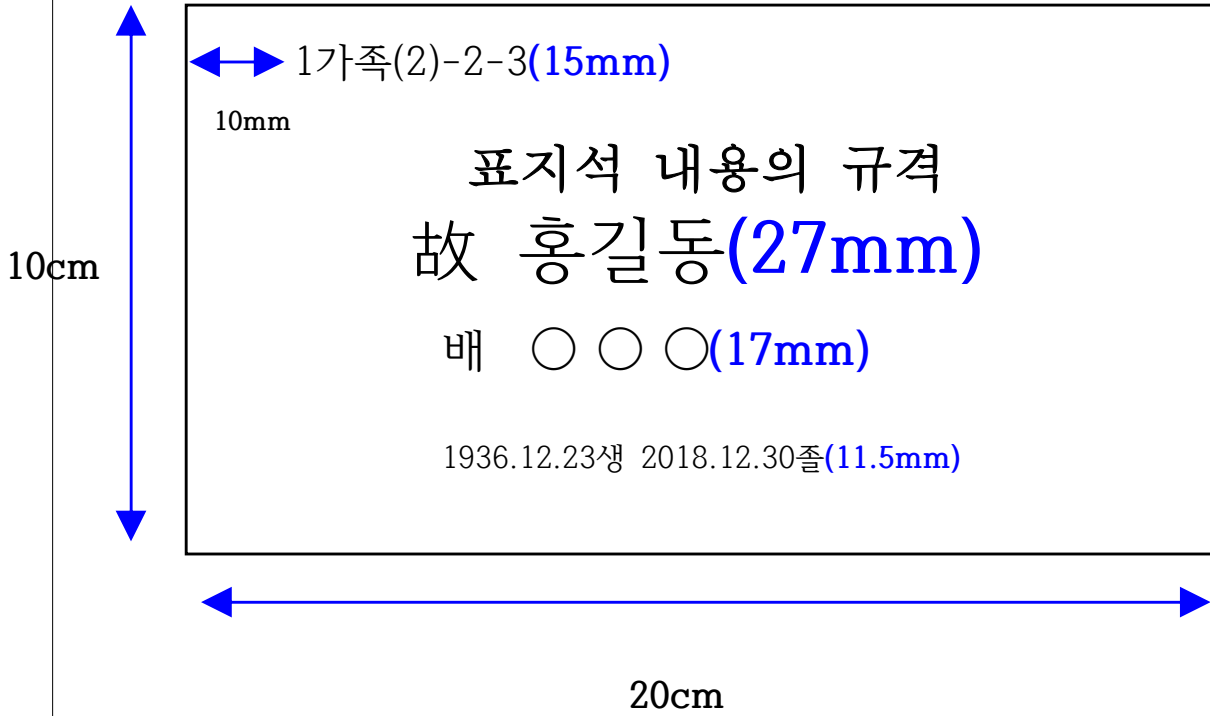 1가족(2)-2-3(15mm)
10mm
표지석 내용의 규격
故 홍길동(27mm)
10cm
배 ○ ○ ○(17mm)
1936.12.23생 2018.12.30졸(11.5mm)
20cm